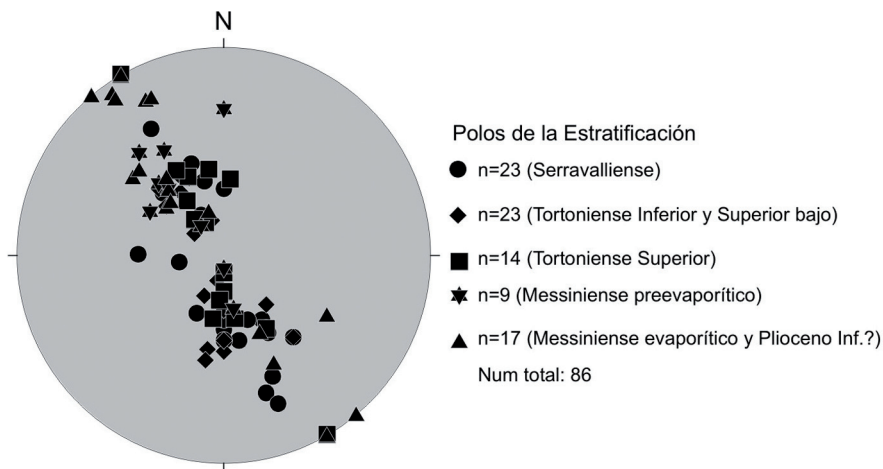 N
Polos de la Estratificación
n=23 (Serravalliense)
n=23 (Tortoniense Inferior y Superior bajo)
n=14 (Tortoniense Superior)
n=9 (Messiniense preevaporítico)
n=17 (Messiniense evaporítico y Plioceno Inf.?)
Num total: 86